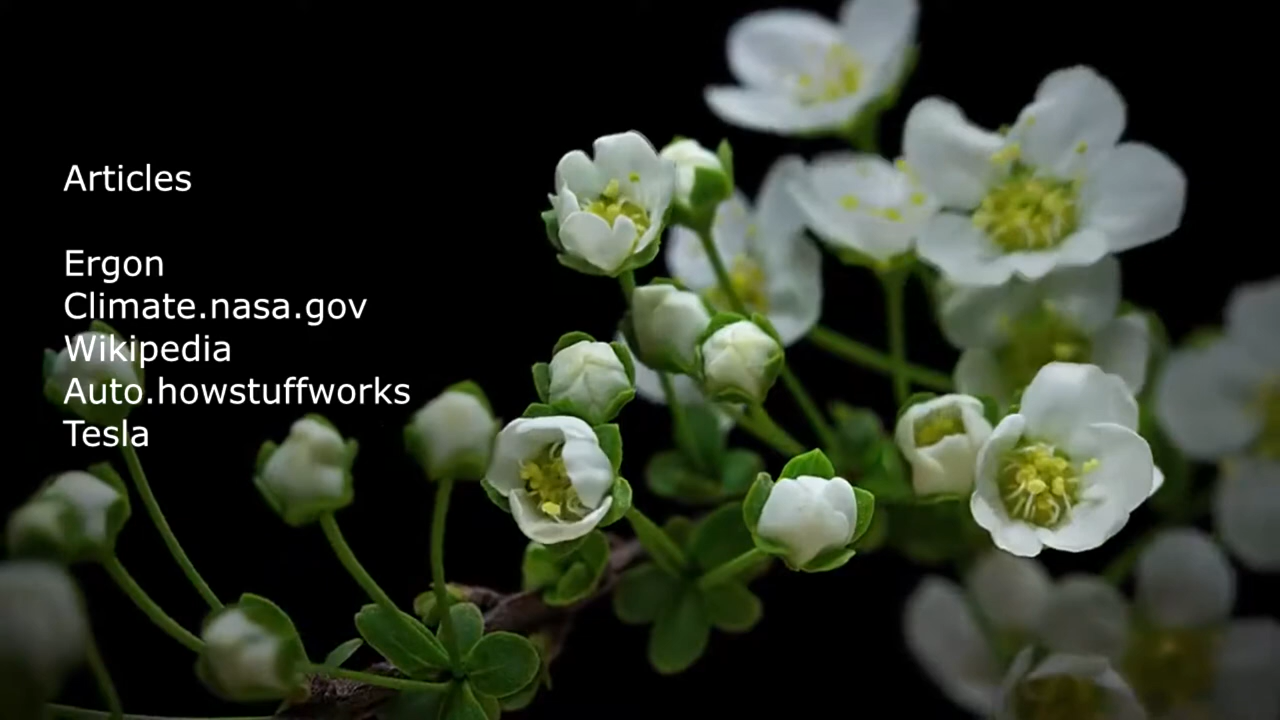 Articles
Ergon
Climate.nasa.gov
Wikipedia
Auto.howstuffworks
Tesla